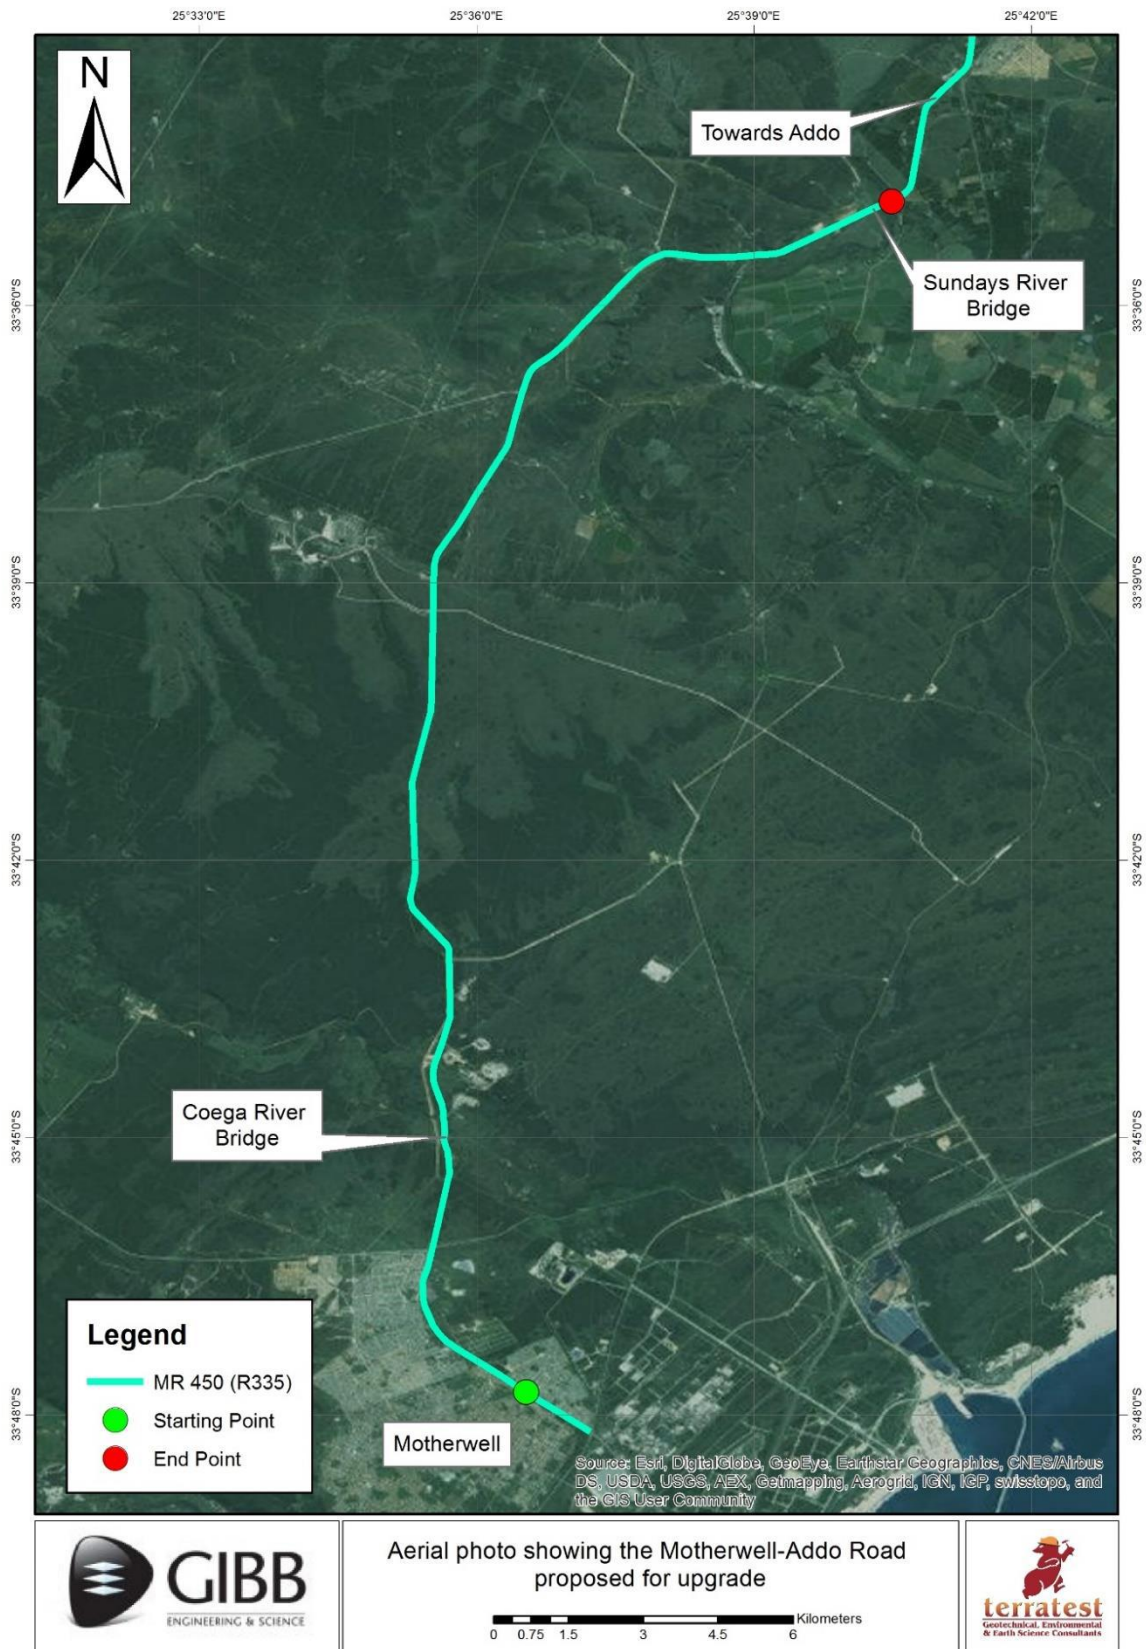 25°33'0"E
25°36'0"E
25°39'0"E
25°42'0"E
N
Towards Addo
Sundays River
Bridge
33°36'0"S
33°36'0"S
33°39'0"S
33°39'0"S
33°42'0"S
33°42'0"S
Coega River
Bridge
33°45'0"S
33°45'0"S
Legend
MR 450 (R335)
Starting Point
End Point
Motherwell
33°48'0"S
33°48'0"S
Source: Esri, DigitalGlobe, GeoEye, Earthstar Geographics, CNES/Airbus
DS, USDA, USGS, AEX, Getmapping, Aerogrid, IGN, IGP, swisstopo, and
the GIS User Community
GIBB
ENGINEERING & SCIENCE
Aerial photo showing the Motherwell-Addo Road
proposed for upgrade
Kilometers
0 0.75 1.5 3 4.5 6
terratest
Geotechnical, Environmental
& Earth Science Consultants